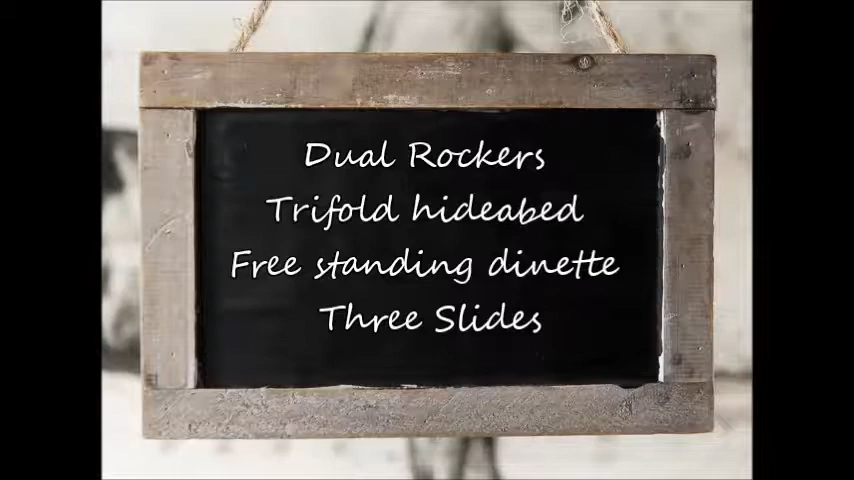 Dual Rockers
Trifold hideabed
Free standing dinette
Three Slides